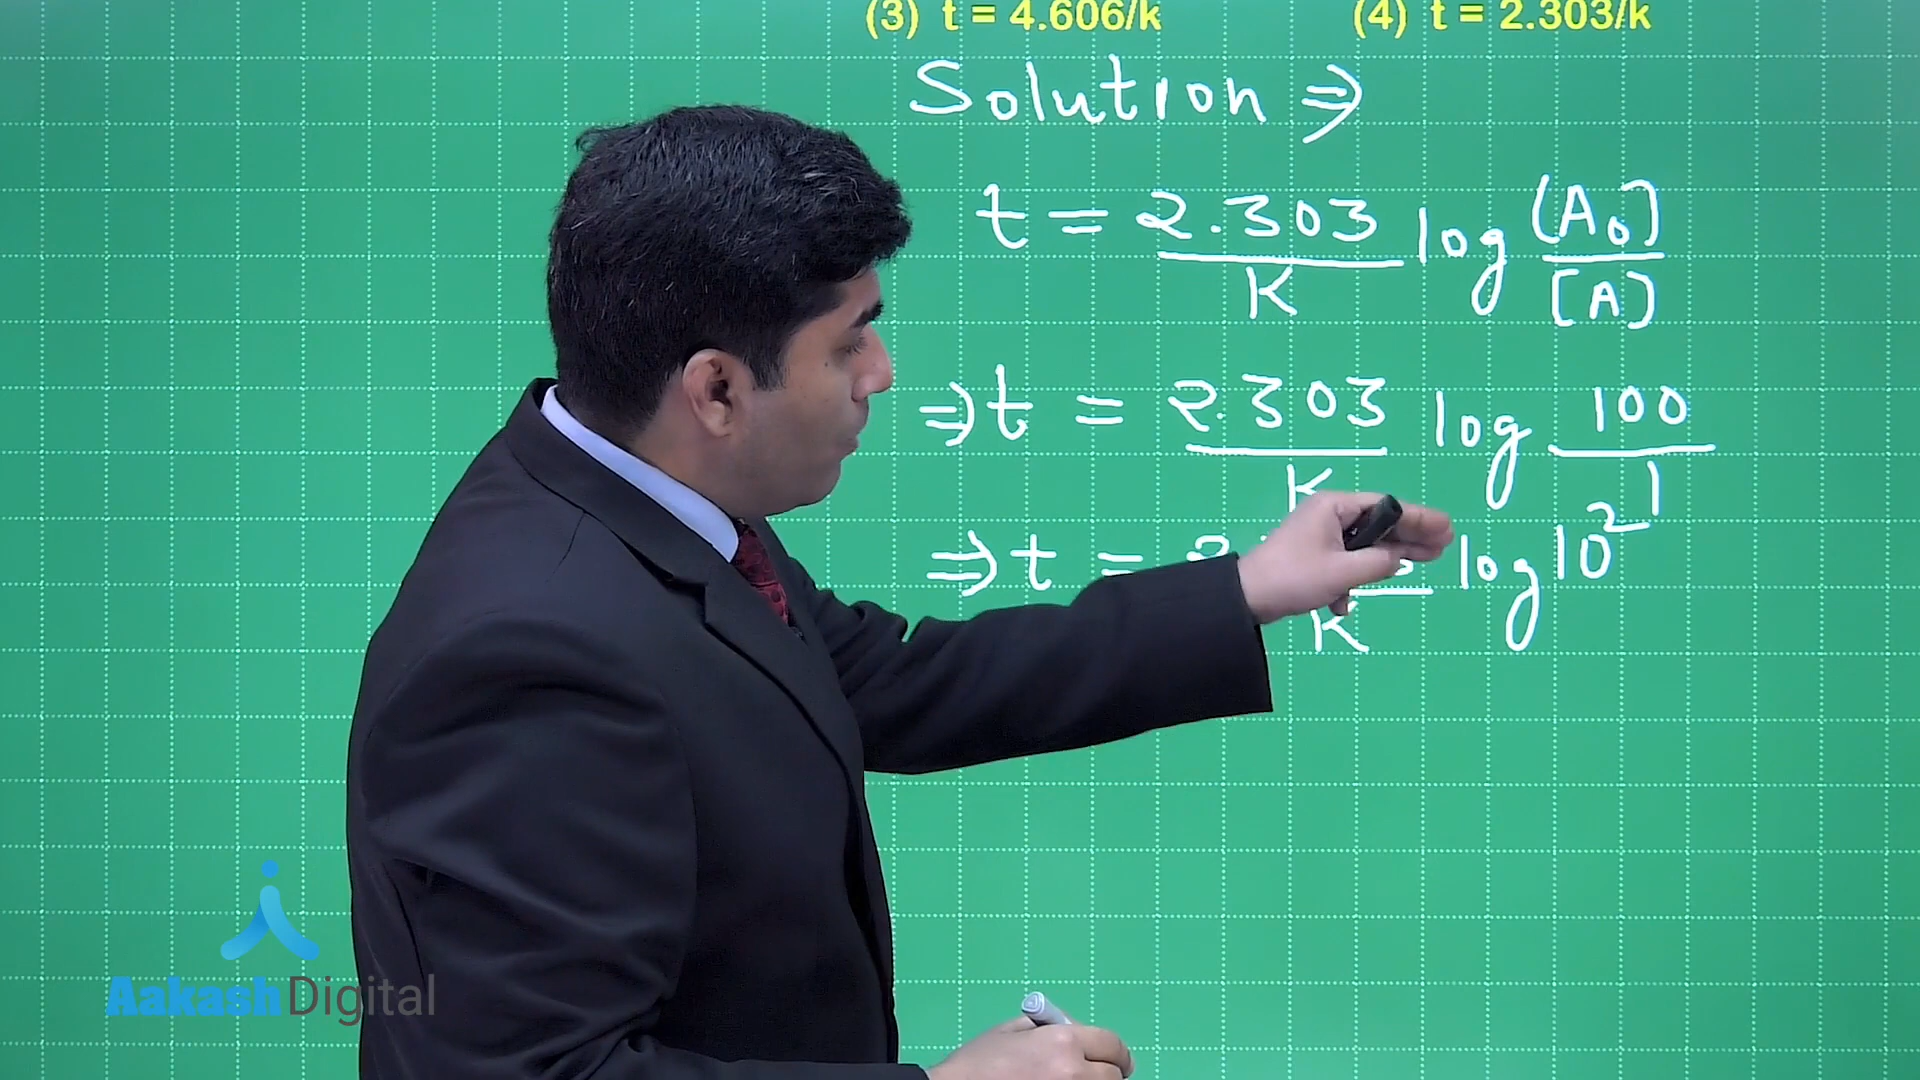 (3) t = 4.606/k (4) t = 2.303/k
Solution ⇒
t = 2.303/K log [A₀]/[A]
⇒ t = 2.303/K log 100/1
⇒ t = /K log 10²
Aakash Digital